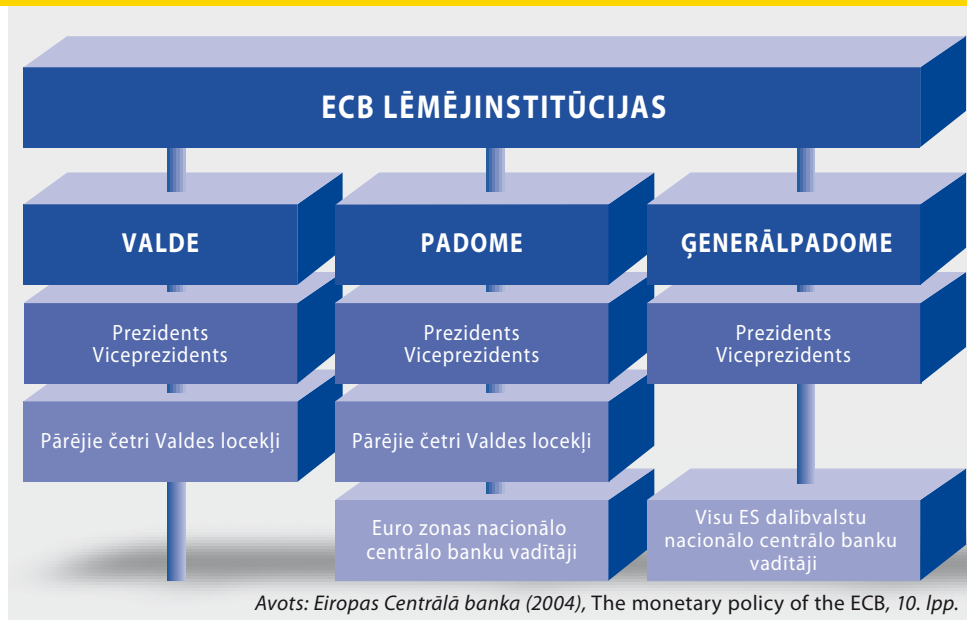 ECB LĒMĒJINSTITŪCIJAS
VALDE
Prezidents
Viceprezidents
Pārējie četri Valdes locekļi
PADOME
Prezidents
Viceprezidents
Pārējie četri Valdes locekļi
Euro zonas nacionālo
centrālo banku vadītāji
ĢENERĀLPADOME
Prezidents
Viceprezidents
Visu ES dalībvalstu
nacionālo centrālo banku
vadītāji
Avots: Eiropas Centrālā banka (2004), The monetary policy of the ECB, 10. lpp.